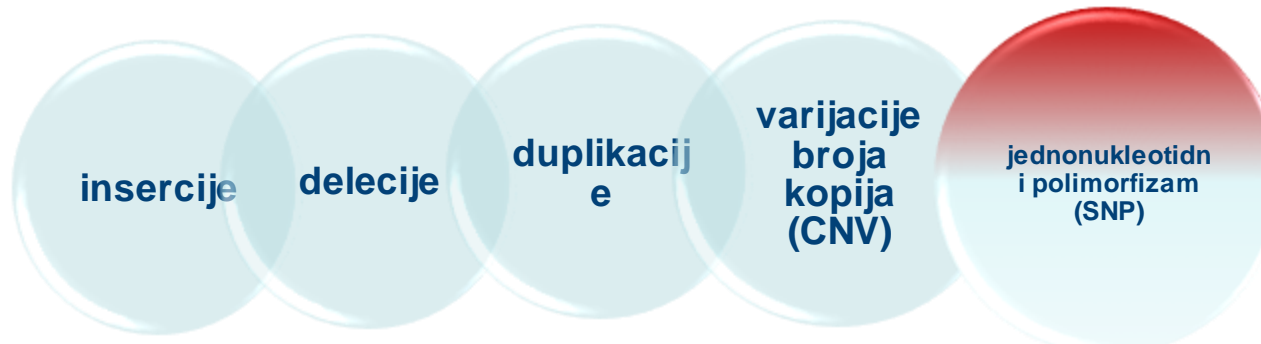 insercije
delecije
duplikacij
e
varijacije
broja
kopija
(CNV)
jednonukleotidn
i polimorfizam
(SNP)